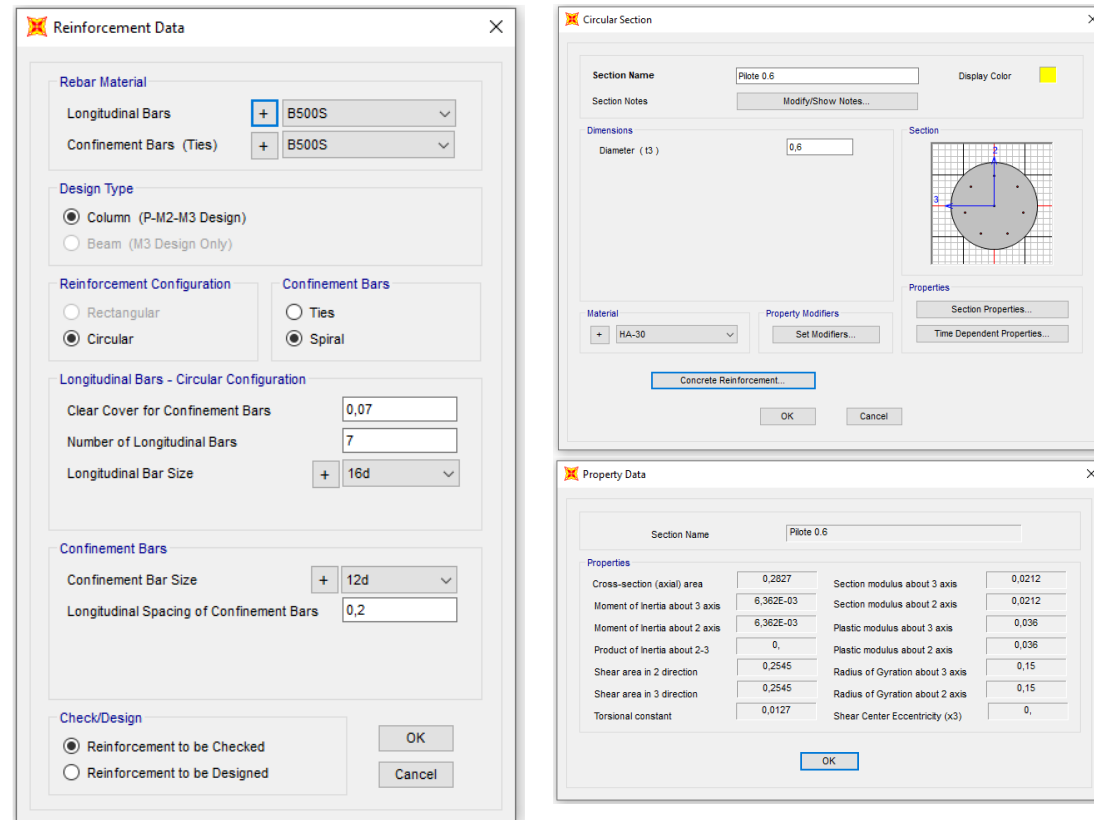 Reinforcement Data
Rebar Material
Longitudinal Bars + B500S
Confinement Bars (Ties) + B500S
Design Type
Column (P-M2-M3 Design)
Beam (M3 Design Only)
Reinforcement Configuration Confinement Bars
Rectangular Ties
Circular Spiral
Longitudinal Bars - Circular Configuration
Clear Cover for Confinement Bars 0,07
Number of Longitudinal Bars 7
Longitudinal Bar Size + 16d
Confinement Bars
Confinement Bar Size + 12d
Longitudinal Spacing of Confinement Bars 0,2
Check/Design
Reinforcement to be Checked OK
Reinforcement to be Designed Cancel
Circular Section
Section Name Pilote 0.6 Display Color
Section Notes Modify/Show Notes...
Dimensions Section
Diameter ( t3 ) 0,6
2
3
Properties
Section Properties...
Time Dependent Properties...
Material Property Modifiers
+ HA-30 Set Modifiers...
Concrete Reinforcement...
OK Cancel
Property Data
Section Name Pilote 0.6
Properties
Cross-section (axial) area 0,2827 Section modulus about 3 axis 0,0212
Moment of Inertia about 3 axis 6,362E-03 Section modulus about 2 axis 0,0212
Moment of Inertia about 2 axis 6,362E-03 Plastic modulus about 3 axis 0,036
Product of Inertia about 2-3 0, Plastic modulus about 2 axis 0,036
Shear area in 2 direction 0,2545 Radius of Gyration about 3 axis 0,15
Shear area in 3 direction 0,2545 Radius of Gyration about 2 axis 0,15
Torsional constant 0,0127 Shear Center Eccentricity (x3) 0,
OK